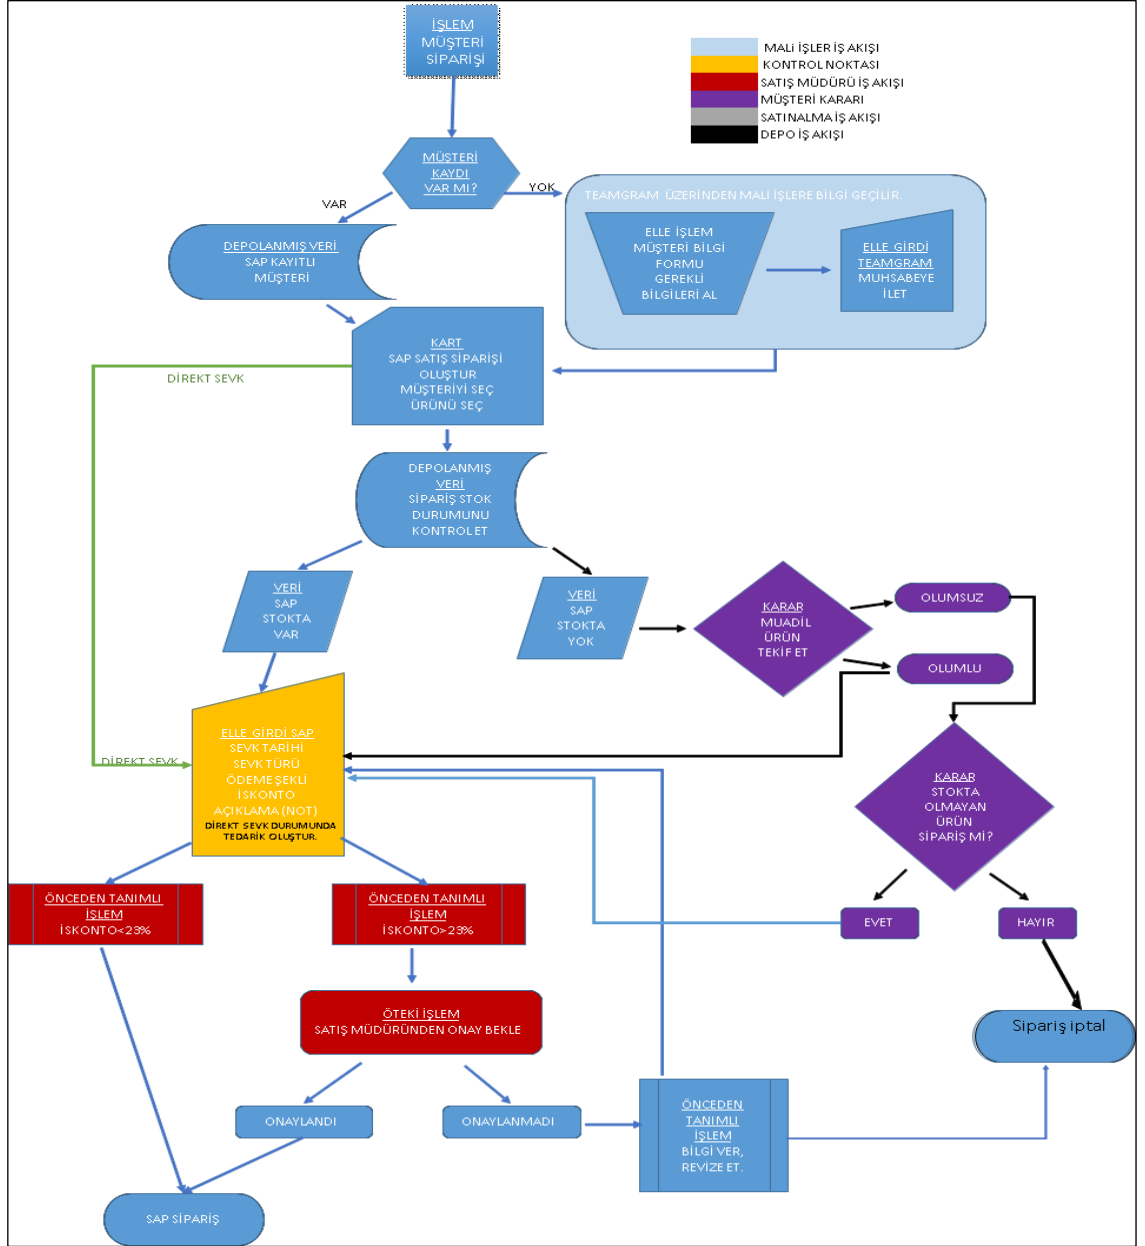 İŞLEM
MÜŞTERİ
SİPARİŞİ
MALİ İŞLER İŞ AKIŞI
KONTROL NOKTASI
SATIŞ MÜDÜRÜ İŞ AKIŞI
MÜŞTERİ KARARI
SATINALMA İŞ AKIŞI
DEPO İŞ AKIŞI
MÜŞTERİ
KAYDI
VAR MI?
VAR
YOK
TEAMGRAM ÜZERİNDEN MALİ İŞLERE BİLGİ GEÇİLİR.
ELLE İŞLEM
MÜŞTERİ BİLGİ
FORMU
GEREKLİ
BİLGİLERİ AL
ELLE GİRDİ
TEAMGRAM
MUHSABEYE
İLET
DEPOLANMIŞ VERİ
SAP KAYITLI
MÜŞTERİ
KART
SAP SATIŞ SİPARİŞİ
OLUŞTUR
MÜŞTERİYİ SEÇ
ÜRÜNÜ SEÇ
DİREKT SEVK
DEPOLANMIŞ
VERİ
SİPARİŞ STOK
DURUMUNU
KONTROL ET
VERİ
SAP
STOKTA
VAR
VERİ
SAP
STOKTA
YOK
KARAR
MUADİL
ÜRÜN
TEKİF ET
OLUMSUZ
OLUMLU
ELLE GİRDİ SAP
SEVK TARİHİ
SEVK TÜRÜ
ÖDEME ŞEKLİ
İSKONTO
AÇIKLAMA (NOT)
DİREKT SEVK DURUMUNDA
TEDARİK OLUŞTUR.
DİREKT SEVK
KARAR
STOKTA
OLMAYAN
ÜRÜN
SİPARİŞ Mİ?
EVET
HAYIR
ÖNCEDEN TANIMLI
İŞLEM
İSKONTO<23%
ÖNCEDEN TANIMLI
İŞLEM
İSKONTO>23%
ÖTEKİ İŞLEM
SATIŞ MÜDÜRÜNDEN ONAY BEKLE
Sipariş iptal
ONAYLANDI
ONAYLANMADI
ÖNCEDEN
TANIMLI
İŞLEM
BİLGİ VER,
REVİZE ET.
SAP SİPARİŞ